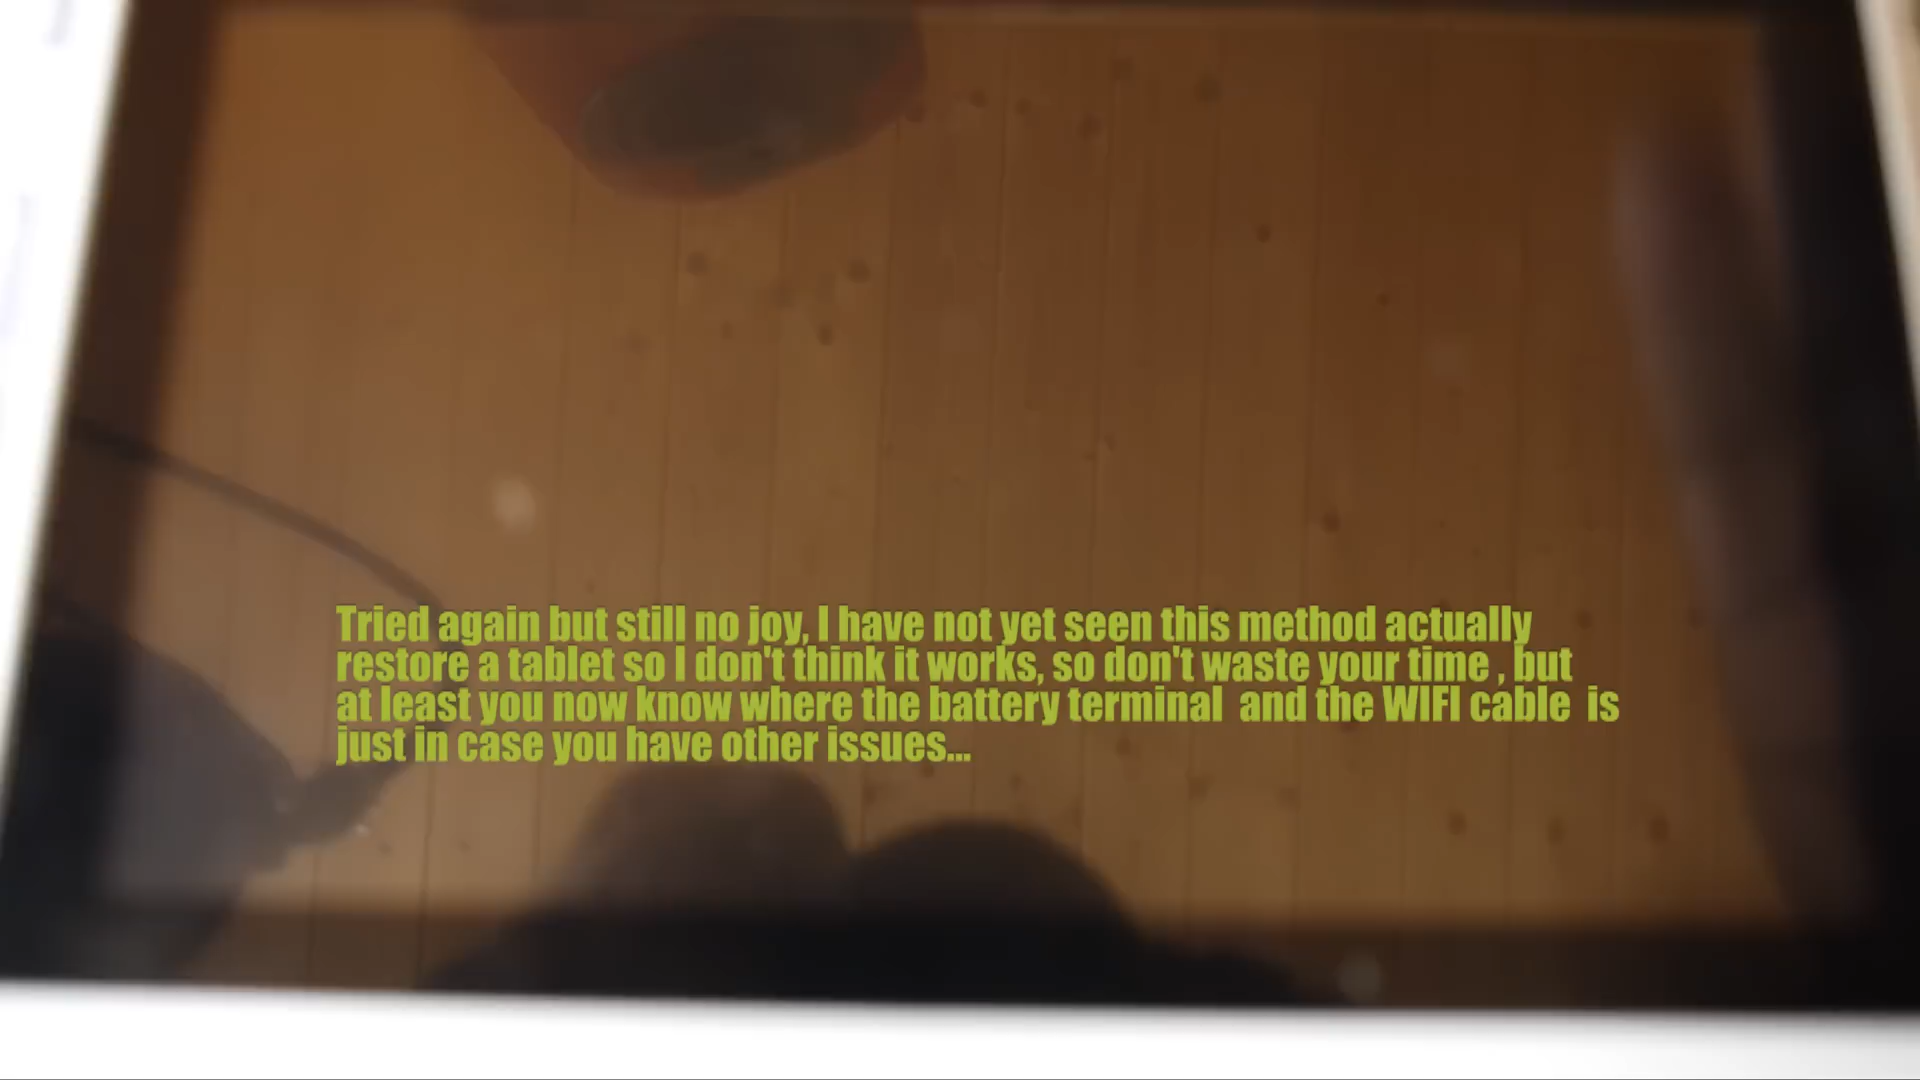 Tried again but still no joy, I have not yet seen this method actually
restore a tablet so I don't think it works, so don't waste your time , but
at least you now know where the battery terminal  and the WIFI cable  is
just in case you have other issues...